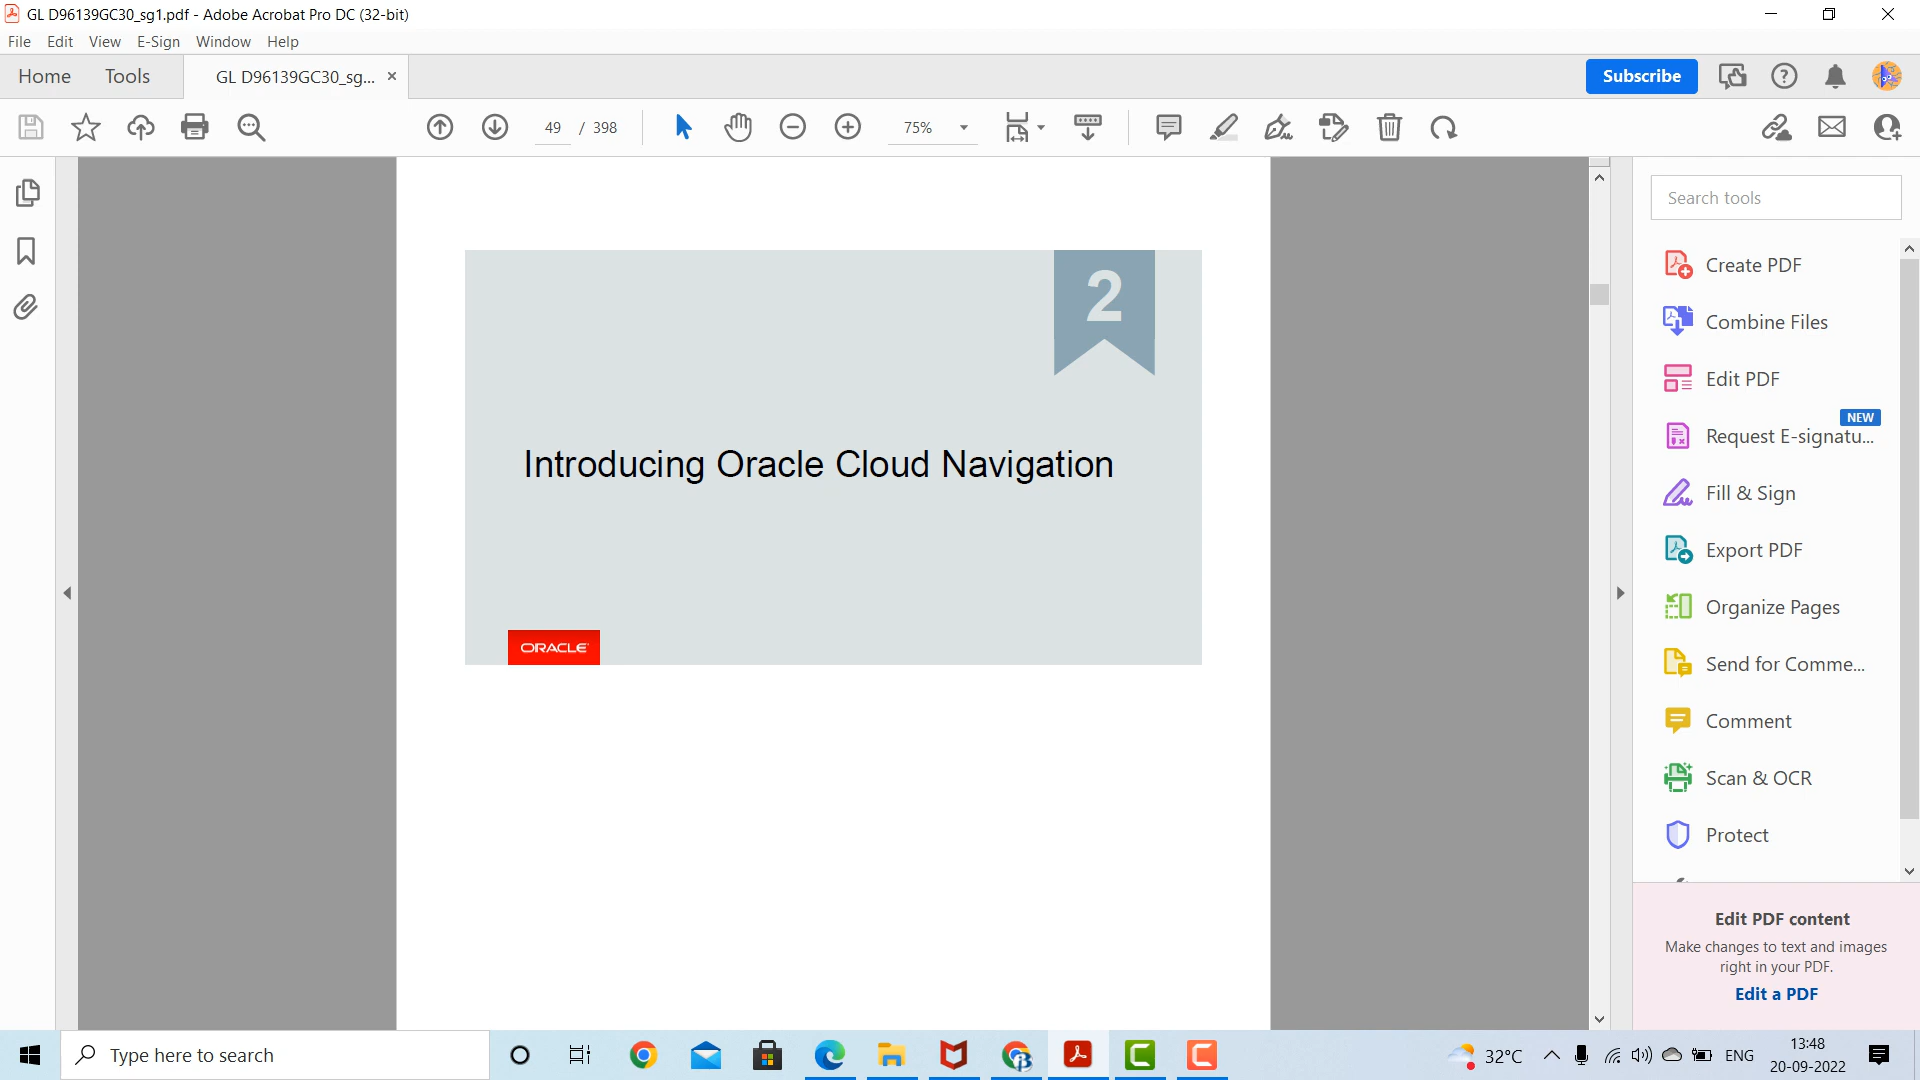 GL D96139GC30_sg1.pdf - Adobe Acrobat Pro DC (32-bit)
File Edit View E-Sign Window Help
Home Tools GL D96139GC30_sg... × Subscribe
49 / 398 75%
Search tools
2
Introducing Oracle Cloud Navigation
ORACLE
Create PDF
Combine Files
Edit PDF
NEW
Request E-signatu...
Fill & Sign
Export PDF
Organize Pages
Send for Comme...
Comment
Scan & OCR
Protect
Edit PDF content
Make changes to text and images
right in your PDF.
Edit a PDF
Type here to search
32°C ENG
13:48
20-09-2022